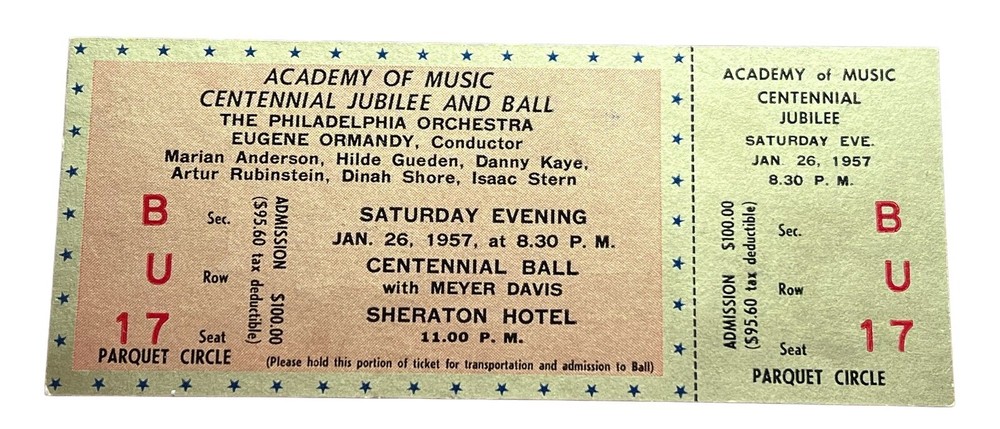 ACADEMY OF MUSIC
CENTENNIAL JUBILEE AND BALL
THE PHILADELPHIA ORCHESTRA
EUGENE ORMANDY, Conductor
Marian Anderson, Hilde Gueden, Danny Kaye,
Artur Rubinstein, Dinah Shore, Isaac Stern
B Sec.
U Row
17 Seat
PARQUET CIRCLE
ADMISSION $100.00
($95.60 tax deductible)
SATURDAY EVENING
JAN. 26, 1957, at 8.30 P. M.
CENTENNIAL BALL
with MEYER DAVIS
SHERATON HOTEL
11.00 P. M.
(Please hold this portion of ticket for transportation and admission to Ball)
ACADEMY of MUSIC
CENTENNIAL
JUBILEE
SATURDAY EVE.
JAN. 26, 1957
8.30 P. M.
ADMISSION $100.00
($95.60 tax deductible)
Sec. B
Row U
Seat 17
PARQUET CIRCLE